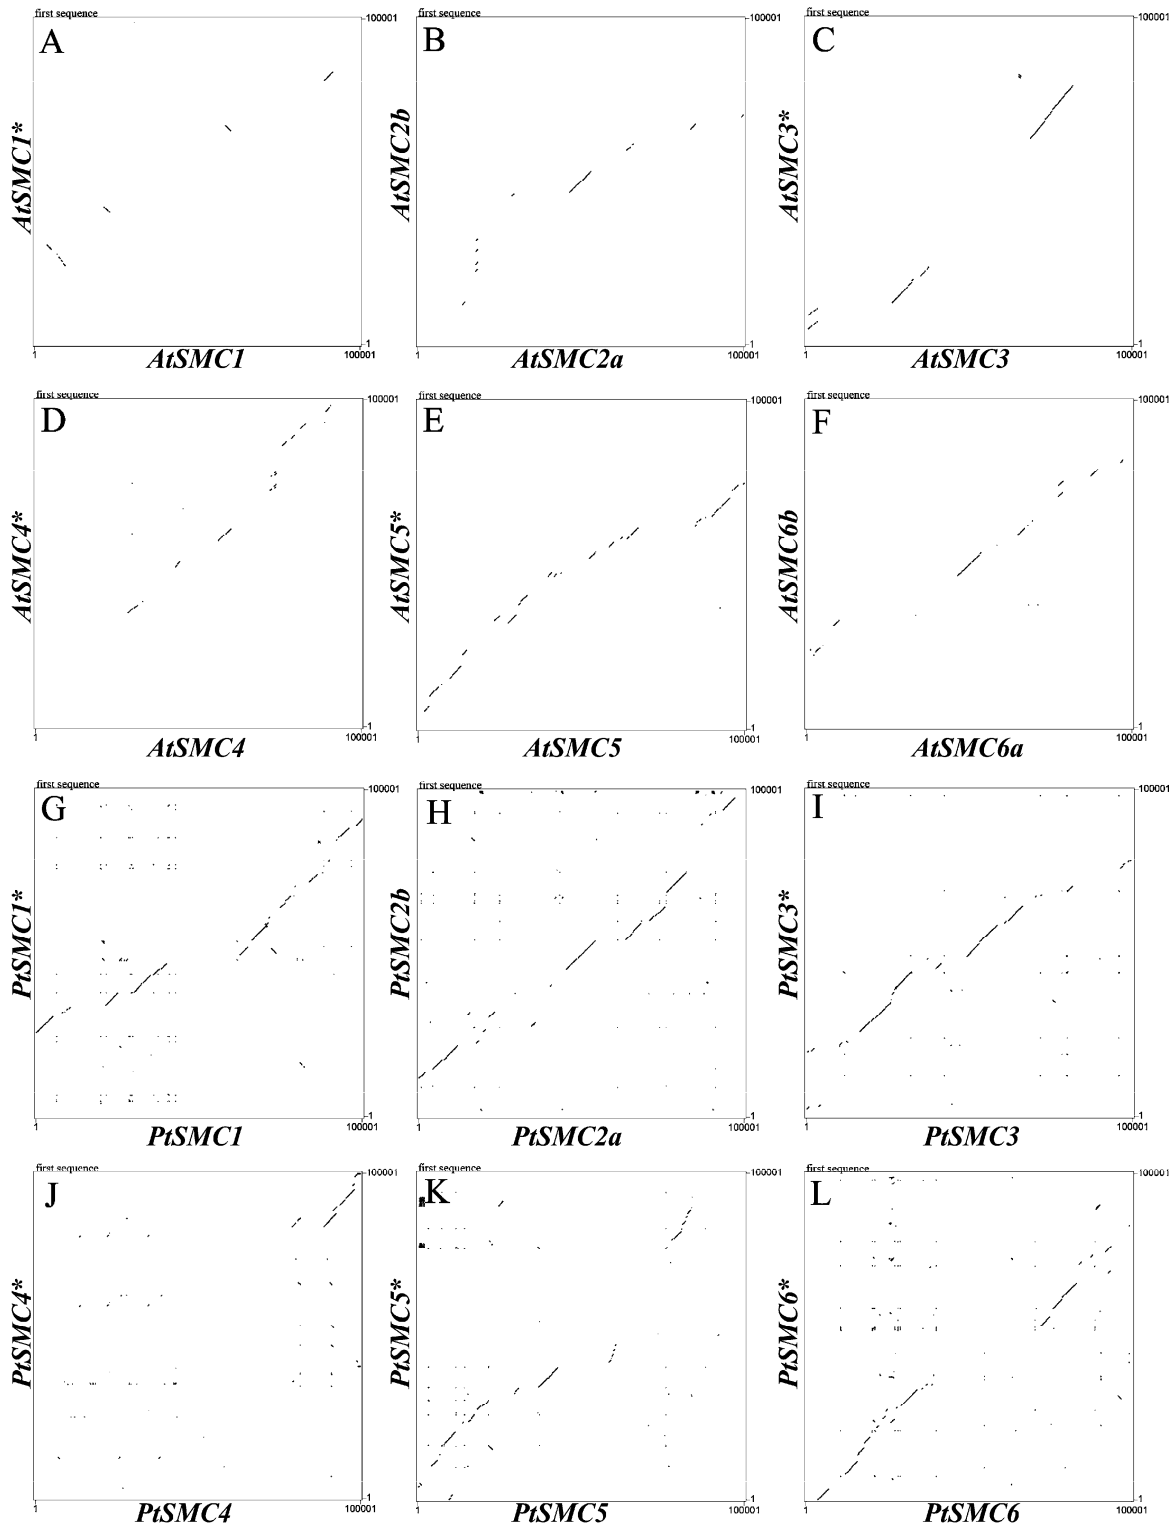 first sequence
100001
A
AtSMC1*
1
1
AtSMC1
100001
first sequence
100001
B
AtSMC2b
1
1
AtSMC2a
100001
first sequence
100001
C
AtSMC3*
1
1
AtSMC3
100001
first sequence
100001
D
AtSMC4*
1
1
AtSMC4
100001
first sequence
100001
E
AtSMC5*
1
1
AtSMC5
100001
first sequence
100001
F
AtSMC6b
1
1
AtSMC6a
100001
first sequence
100001
G
PtSMC1*
1
1
PtSMC1
100001
first sequence
100001
H
PtSMC2b
1
1
PtSMC2a
100001
first sequence
100001
I
PtSMC3*
1
1
PtSMC3
100001
first sequence
100001
J
PtSMC4*
1
1
PtSMC4
100001
first sequence
100001
K
PtSMC5*
1
1
PtSMC5
100001
first sequence
100001
L
PtSMC6*
1
1
PtSMC6
100001